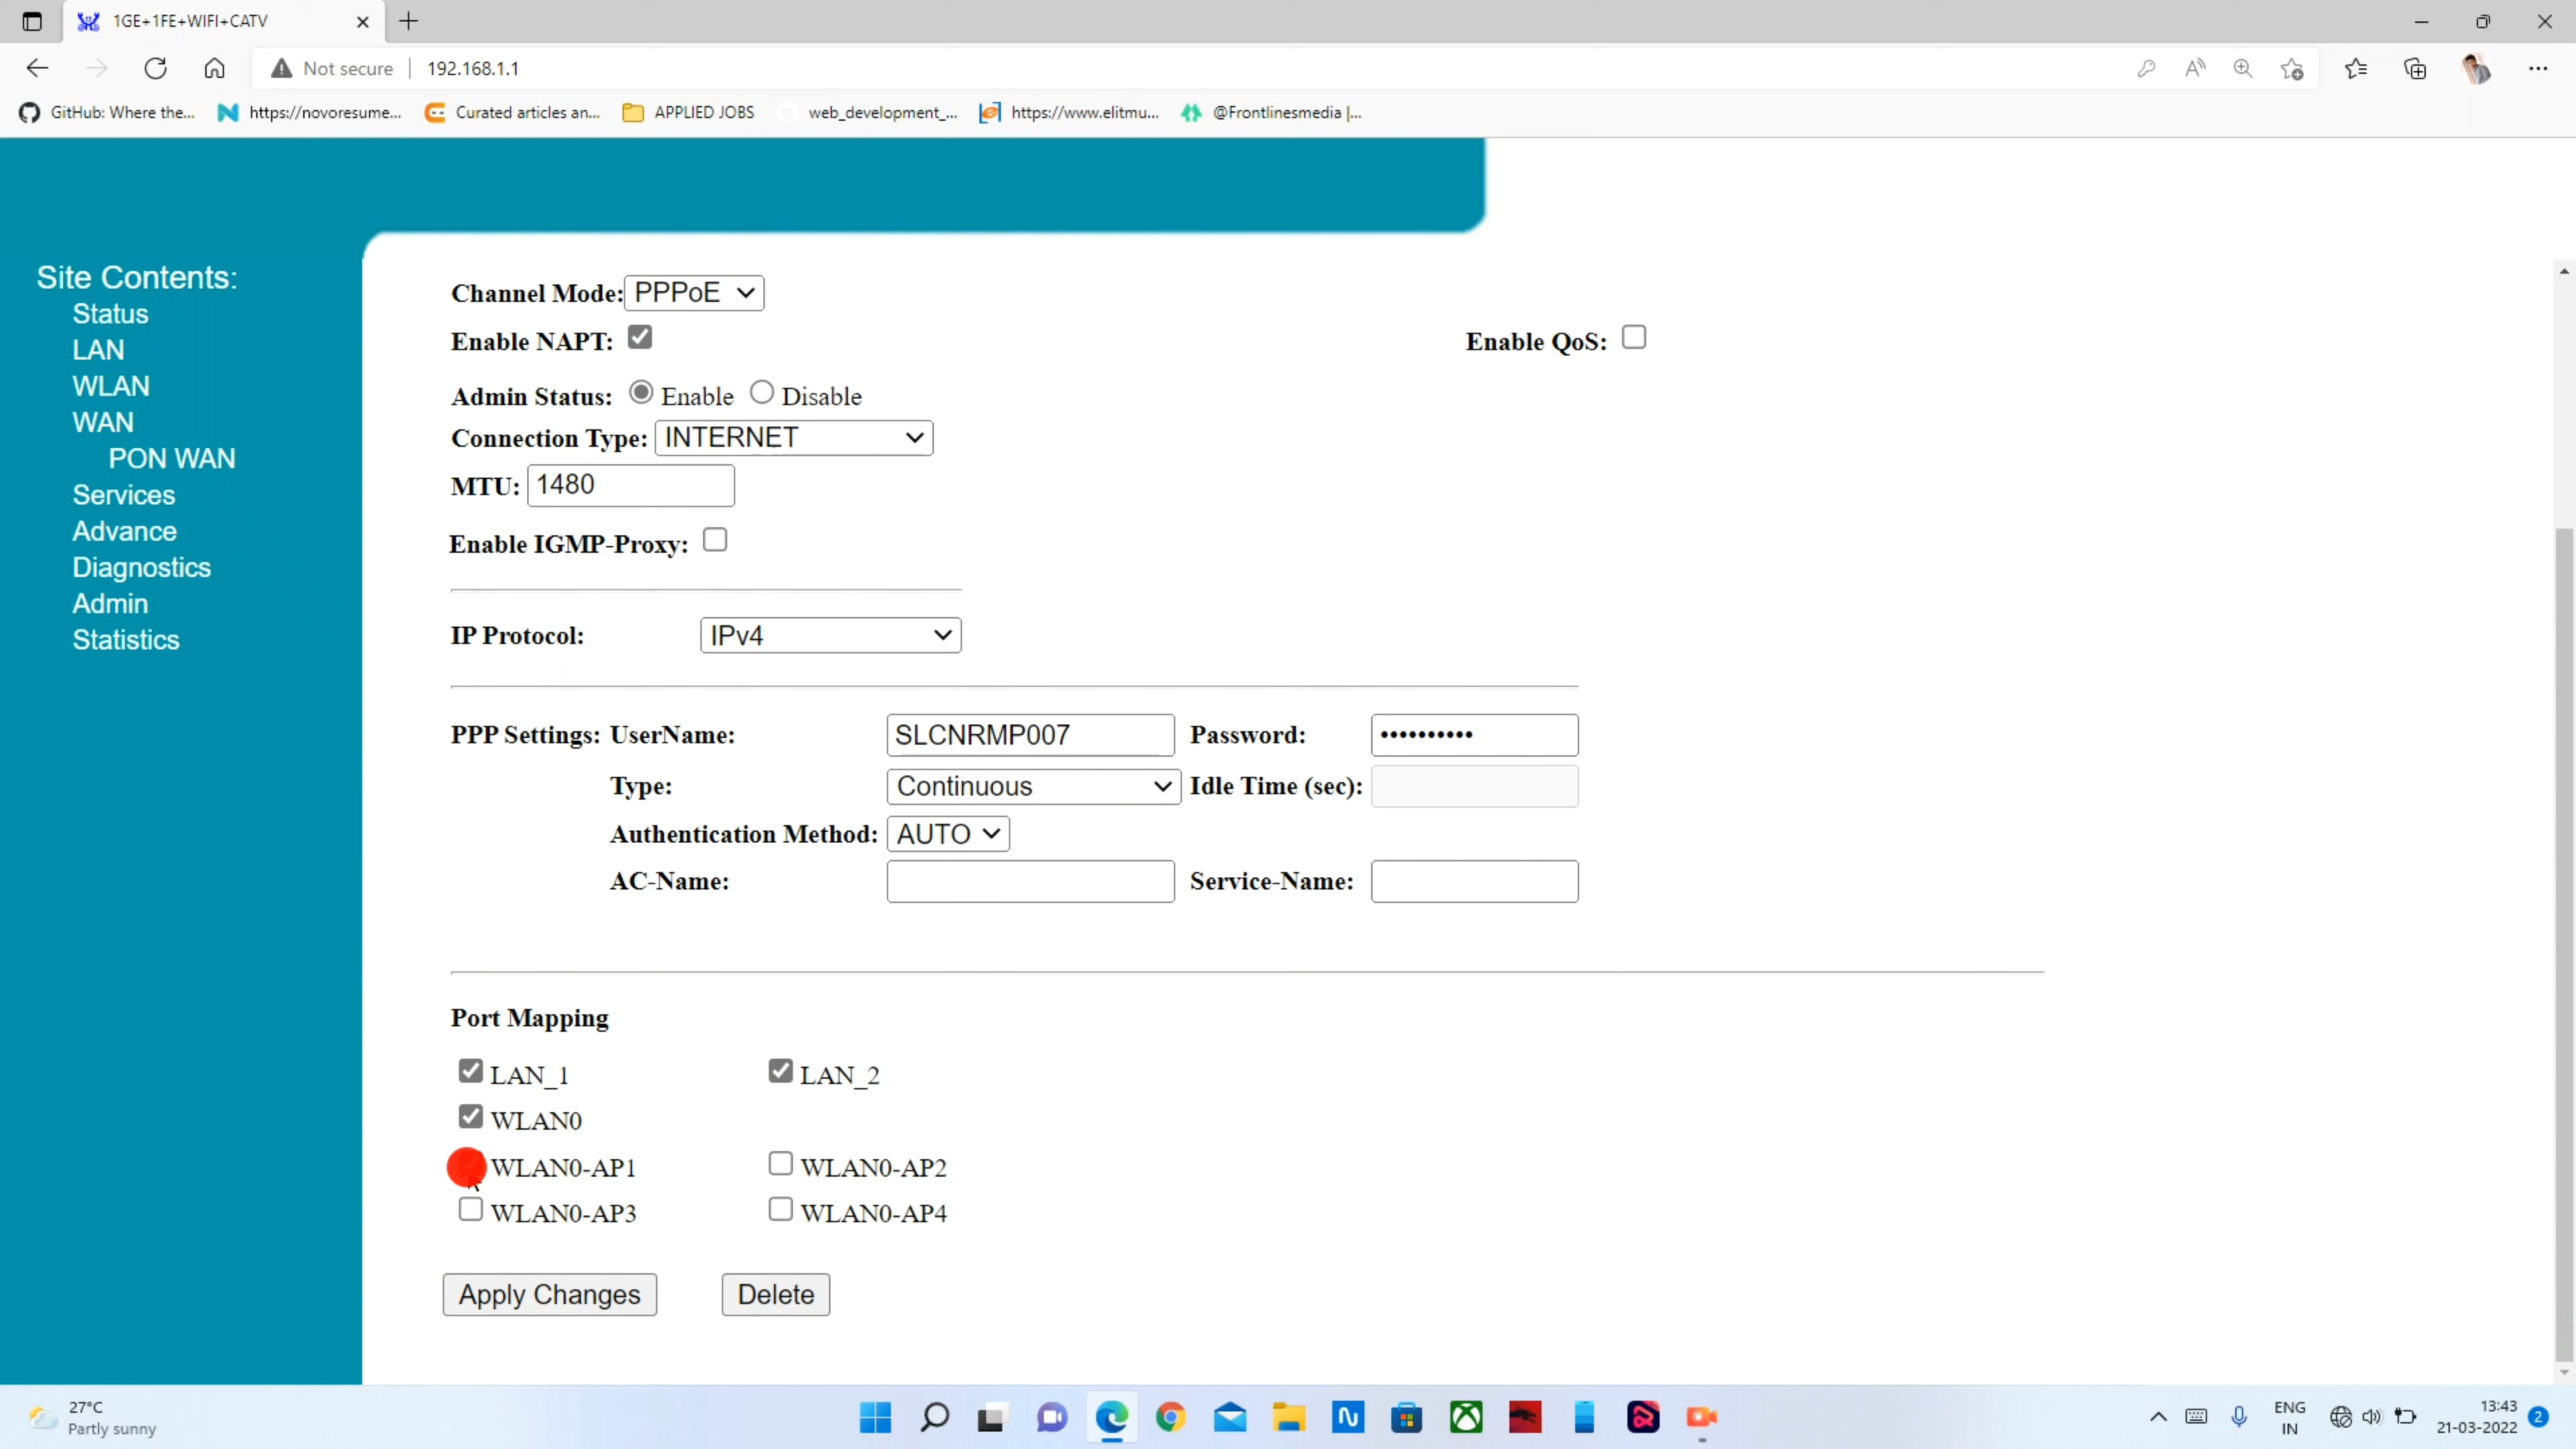 1GE+1FE+WIFI+CATV
Not secure 192.168.1.1
GitHub: Where the... https://novoresume... Curated articles an... APPLIED JOBS web_development_... https://www.elitmu... @Frontlinesmedia |...
Site Contents:
Status
LAN
WLAN
WAN
PON WAN
Services
Advance
Diagnostics
Admin
Statistics
Channel Mode: PPPoE
Enable NAPT: Enable QoS:
Admin Status: Enable Disable
Connection Type: INTERNET
MTU: 1480
Enable IGMP-Proxy:
IP Protocol: IPv4
PPP Settings: UserName: SLCNRMP007 Password: ••••••••••
Type: Continuous Idle Time (sec):
Authentication Method: AUTO
AC-Name: Service-Name:
Port Mapping
LAN_1 LAN_2
WLAN0
WLAN0-AP1 WLAN0-AP2
WLAN0-AP3 WLAN0-AP4
Apply Changes Delete
27°C
Partly sunny
ENG
IN
13:43
21-03-2022
2